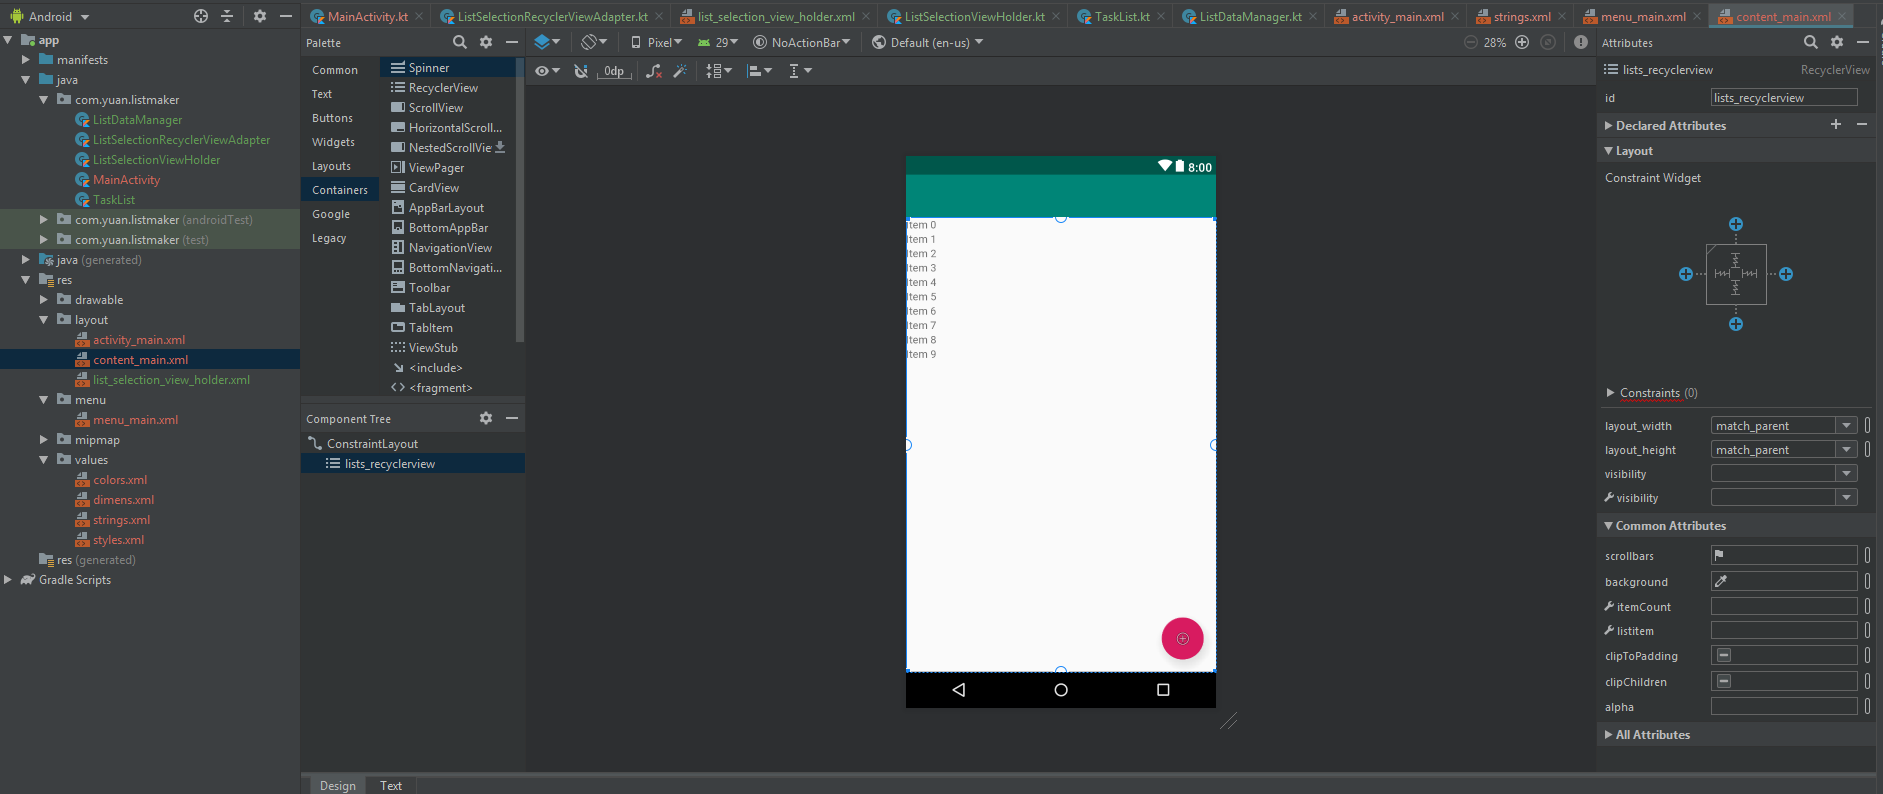 Android
MainActivity.kt
ListSelectionRecyclerViewAdapter.kt
list_selection_view_holder.xml
ListSelectionViewHolder.kt
TaskList.kt
ListDataManager.kt
activity_main.xml
strings.xml
menu_main.xml
content_main.xml
app
manifests
java
com.yuan.listmaker
ListDataManager
ListSelectionRecyclerViewAdapter
ListSelectionViewHolder
MainActivity
TaskList
com.yuan.listmaker (androidTest)
com.yuan.listmaker (test)
java (generated)
res
drawable
layout
activity_main.xml
content_main.xml
list_selection_view_holder.xml
menu
menu_main.xml
mipmap
values
colors.xml
dimens.xml
strings.xml
styles.xml
res (generated)
Gradle Scripts
Palette
Common
Text
Buttons
Widgets
Layouts
Containers
Google
Legacy
Spinner
RecyclerView
ScrollView
HorizontalScroll...
NestedScrollVie
ViewPager
CardView
AppBarLayout
BottomAppBar
NavigationView
BottomNavigati...
Toolbar
TabLayout
TabItem
ViewStub
<include>
<fragment>
Component Tree
ConstraintLayout
lists_recyclerview
Pixel
29
NoActionBar
Default (en-us)
28%
0dp
8:00
Item 0
Item 1
Item 2
Item 3
Item 4
Item 5
Item 6
Item 7
Item 8
Item 9
Design Text
Attributes
lists_recyclerview RecyclerView
id lists_recyclerview
Declared Attributes
Layout
Constraint Widget
Constraints (0)
layout_width match_parent
layout_height match_parent
visibility
visibility
Common Attributes
scrollbars
background
itemCount
listitem
clipToPadding
clipChildren
alpha
All Attributes